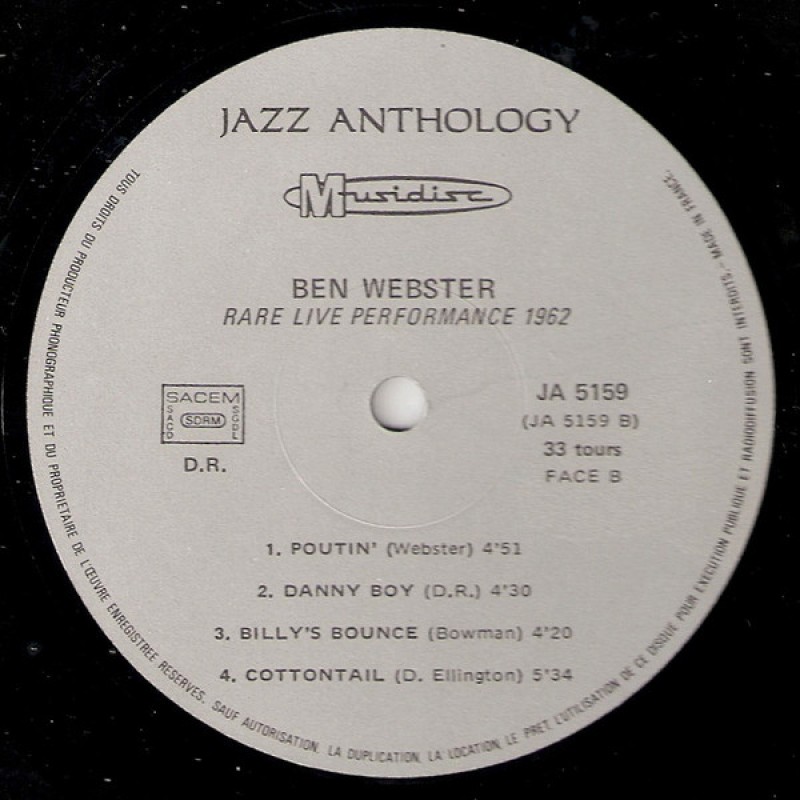 JAZZ ANTHOLOGY
Musidisc
BEN WEBSTER
RARE LIVE PERFORMANCE 1962
SACEM
SACD
SDRM
SGDL
D.R.
JA 5159
(JA 5159 B)
33 tours
FACE B
1. POUTIN' (Webster) 4'51
2. DANNY BOY (D.R.) 4'30
3. BILLY'S BOUNCE (Bowman) 4'20
4. COTTONTAIL (D. Ellington) 5'34
TOUS DROITS DU PRODUCTEUR PHONOGRAPHIQUE ET DU PROPRIETAIRE DE L'ŒUVRE ENREGISTREE RESERVES. SAUF AUTORISATION, LA DUPLICATION, LA LOCATION, LE PRET, L'UTILISATION DE CE DISQUE POUR EXECUTION PUBLIQUE ET RADIODIFFUSION SONT INTERDITS. - MADE IN FRANCE.